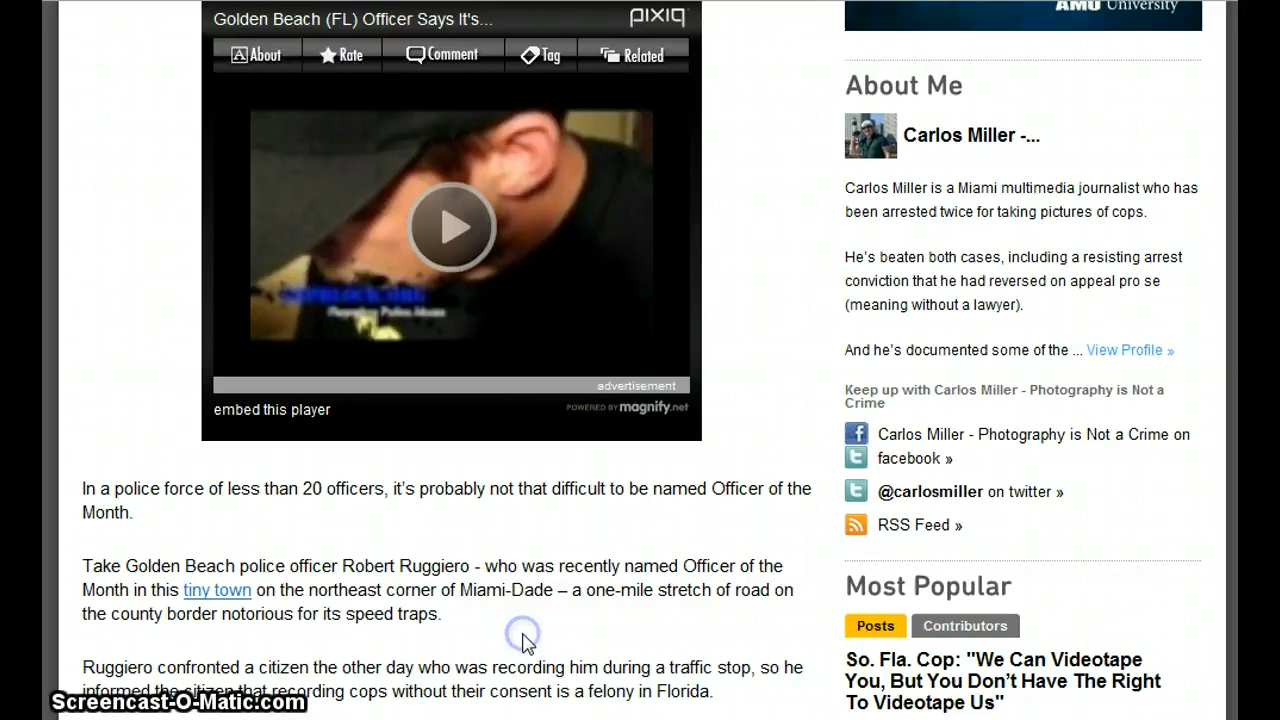 Golden Beach (FL) Officer Says It's...
pixiq
About
Rate
Comment
Tag
Related
COPBLOCK.ORG
advertisement
embed this player
POWERED BY magnify.net
In a police force of less than 20 officers, it’s probably not that difficult to be named Officer of the
Month.
Take Golden Beach police officer Robert Ruggiero - who was recently named Officer of the
Month in this tiny town on the northeast corner of Miami-Dade – a one-mile stretch of road on
the county border notorious for its speed traps.
Ruggiero confronted a citizen the other day who was recording him during a traffic stop, so he
informed the citizen that recording cops without their consent is a felony in Florida.
Screencast-O-Matic.com
AMU University
About Me
Carlos Miller -...
Carlos Miller is a Miami multimedia journalist who has
been arrested twice for taking pictures of cops.
He’s beaten both cases, including a resisting arrest
conviction that he had reversed on appeal pro se
(meaning without a lawyer).
And he’s documented some of the ... View Profile »
Keep up with Carlos Miller - Photography is Not a
Crime
Carlos Miller - Photography is Not a Crime on
facebook »
@carlosmiller on twitter »
RSS Feed »
Most Popular
Posts
Contributors
So. Fla. Cop: "We Can Videotape
You, But You Don’t Have The Right
To Videotape Us"